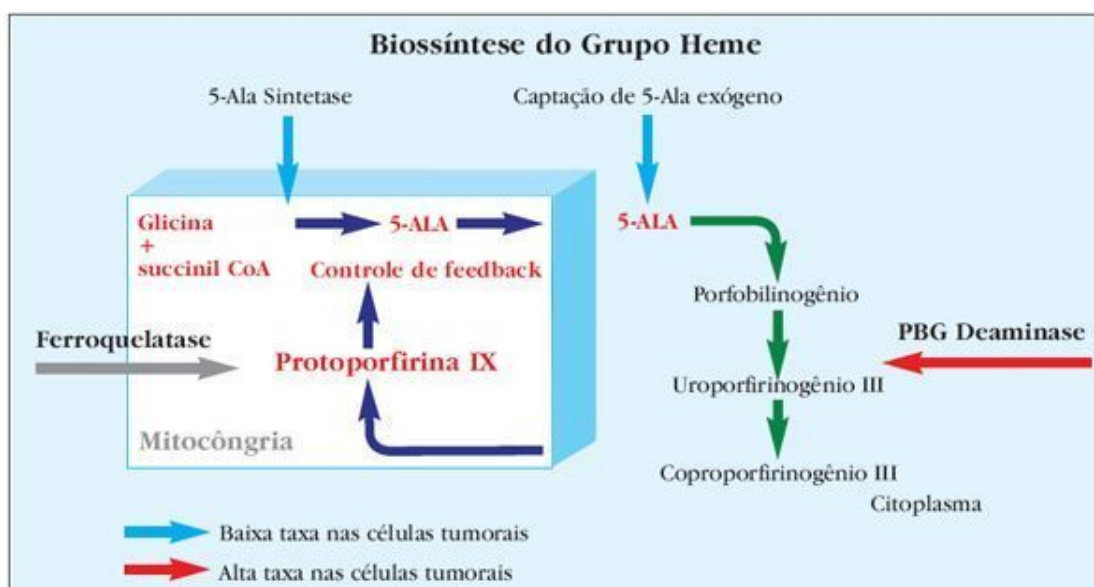 Biossíntese do Grupo Heme
5-Ala Sintetase
Captação de 5-Ala exógeno
Glicina
+
succinil CoA
5-ALA
Controle de feedback
5-ALA
Porfobilinogênio
Ferroquelatase
PBG Deaminase
Protoporfirina IX
Uroporfirinogênio III
Mitocôngria
Coproporfirinogênio III
Citoplasma
Baixa taxa nas células tumorais
Alta taxa nas células tumorais